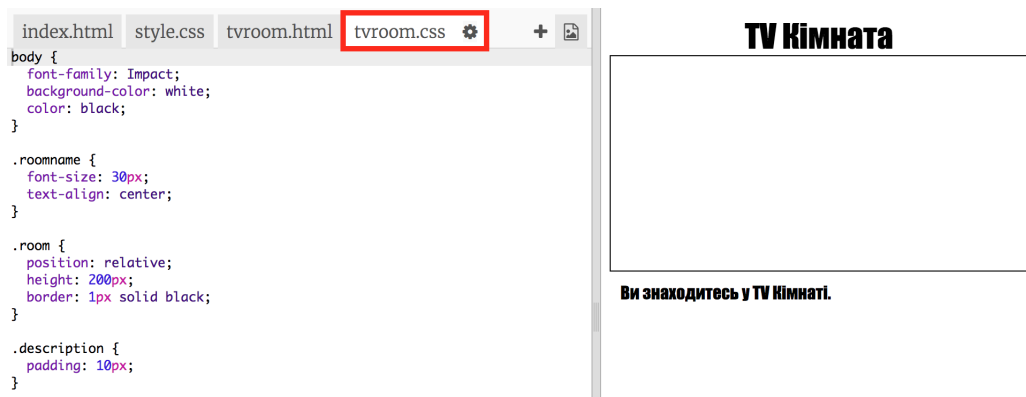 index.html style.css tvroom.html tvroom.css
body {
  font-family: Impact;
  background-color: white;
  color: black;
}
.roomname {
  font-size: 30px;
  text-align: center;
}
.room {
  position: relative;
  height: 200px;
  border: 1px solid black;
}
.description {
  padding: 10px;
}
TV Кімната
Ви знаходитесь у TV Кімнаті.